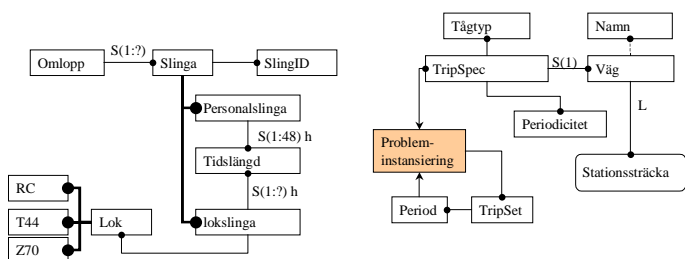 Omlopp
S(1:?)
Slinga
SlingID
Personalslinga
S(1:48) h
Tidslängd
S(1:?) h
lokslinga
RC
T44
Z70
Lok
Tågtyp
Namn
TripSpec
S(1)
Väg
Periodicitet
L
Problem-
instansiering
Stationssträcka
Period
TripSet